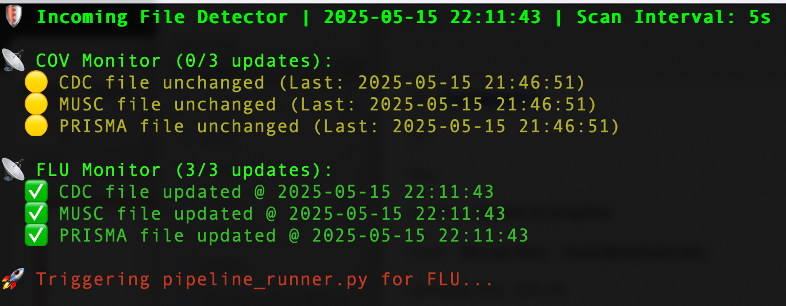 Incoming File Detector | 2025-05-15 22:11:43 | Scan Interval: 5s
COV Monitor (0/3 updates):
CDC file unchanged (Last: 2025-05-15 21:46:51)
MUSC file unchanged (Last: 2025-05-15 21:46:51)
PRISMA file unchanged (Last: 2025-05-15 21:46:51)
FLU Monitor (3/3 updates):
CDC file updated @ 2025-05-15 22:11:43
MUSC file updated @ 2025-05-15 22:11:43
PRISMA file updated @ 2025-05-15 22:11:43
Triggering pipeline_runner.py for FLU...